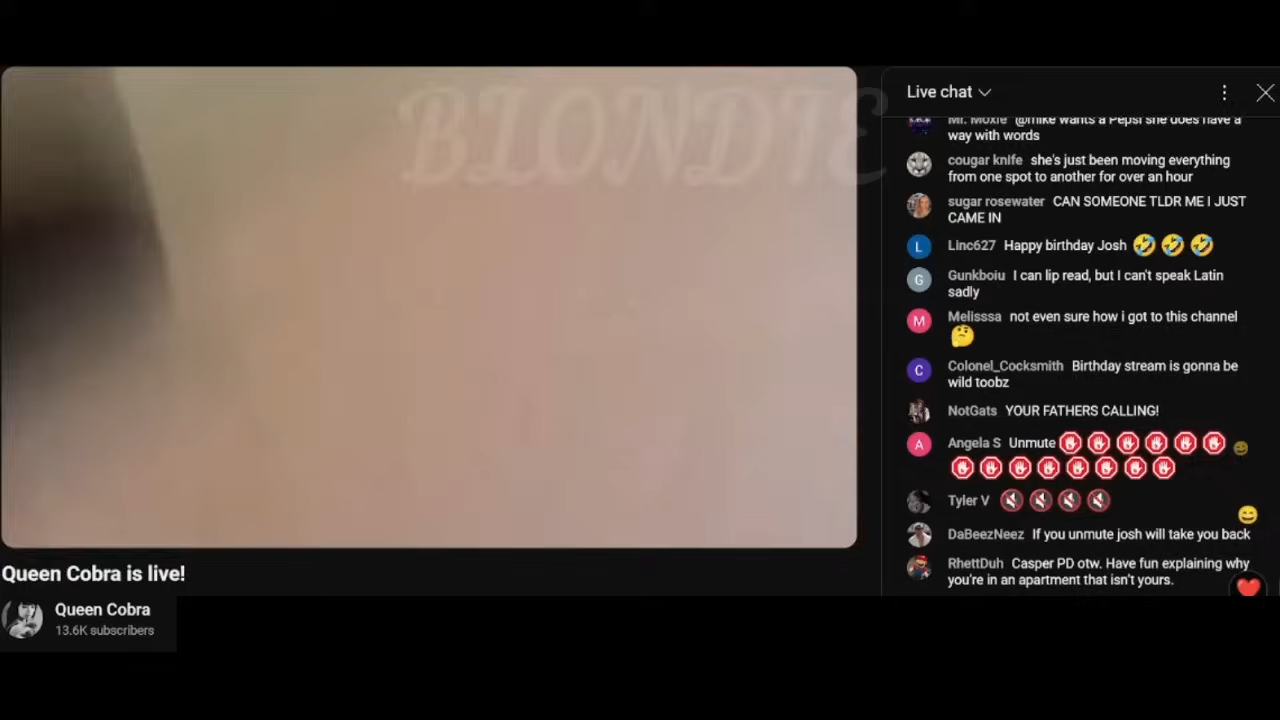 BLONDIE
Live chat
Mr. Moxie @mike wants a Pepsi she does have a
way with words
cougar knife she's just been moving everything
from one spot to another for over an hour
sugar rosewater CAN SOMEONE TLDR ME I JUST
CAME IN
L Linc627 Happy birthday Josh
G Gunkboiu I can lip read, but I can't speak Latin
sadly
M Melisssa not even sure how i got to this channel
C Colonel_Cocksmith Birthday stream is gonna be
wild toobz
NotGats YOUR FATHERS CALLING!
A Angela S Unmute
Tyler V
DaBeezNeez If you unmute josh will take you back
RhettDuh Casper PD otw. Have fun explaining why
you're in an apartment that isn't yours.
Queen Cobra is live!
Queen Cobra
13.6K subscribers